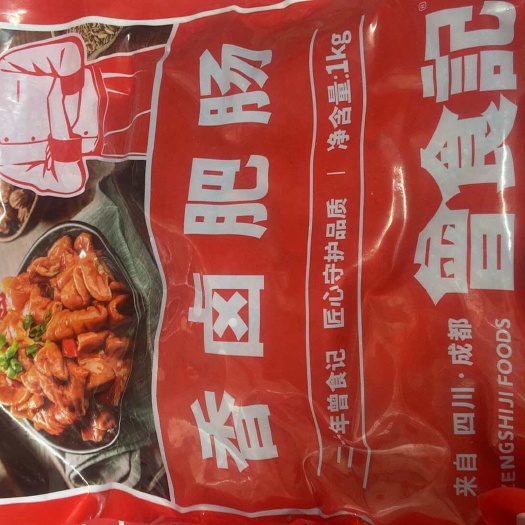 曾食記®
来自 四川·成都
ZENGSHIJI FOODS
二十年曾食记 匠心守护品质 | 净含量:1kg
香卤肥肠